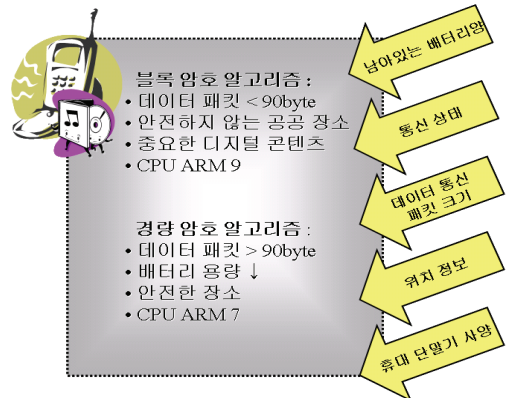 블록 암호 알고리즘 :
• 데이터 패킷 < 90byte
• 안전하지 않는 공공 장소
• 중요한 디지털 콘텐츠
• CPU ARM 9
경량 암호 알고리즘 :
• 데이터 패킷 > 90byte
• 배터리 용량 ↓
• 안전한 장소
• CPU ARM 7
남아있는 배터리양
통신 상태
데이터 통신
패킷 크기
위치 정보
휴대 단말기 사양